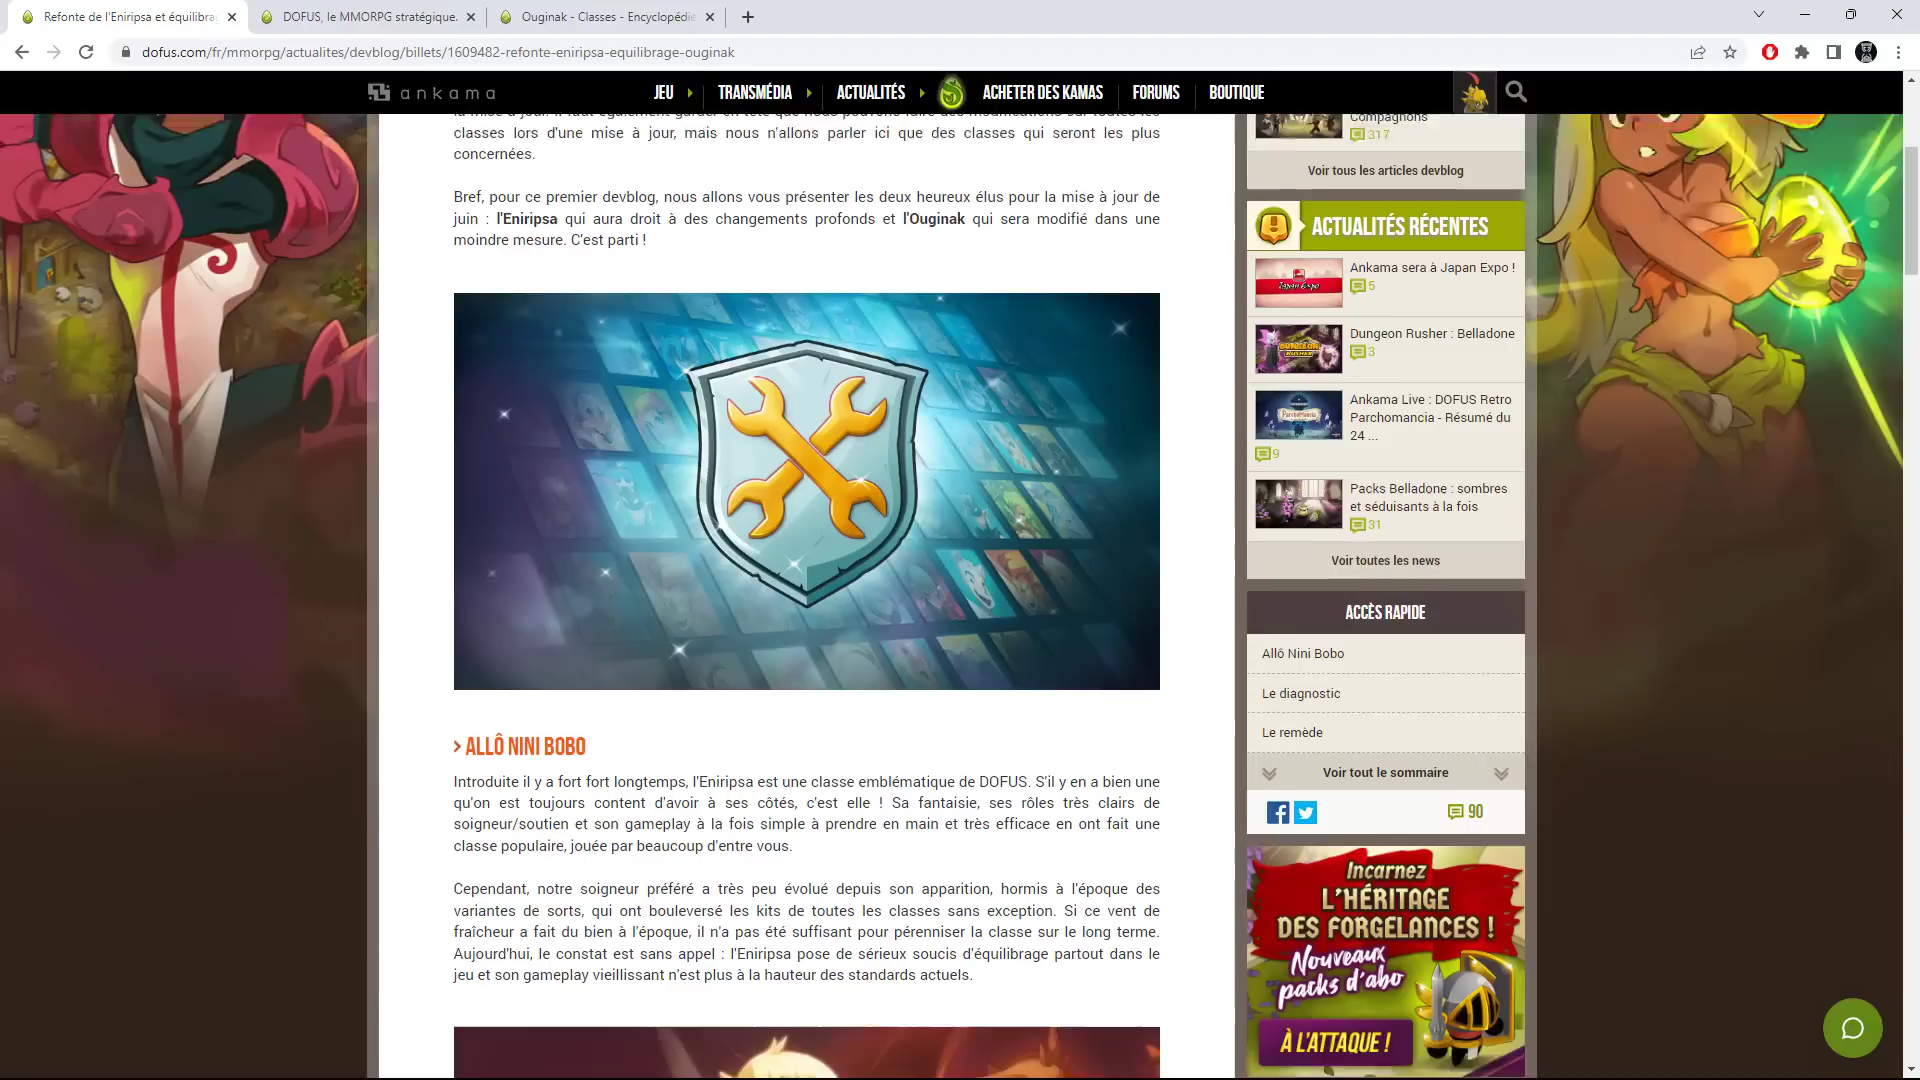 Refonte de l'Eniripsa et équilibra
DOFUS, le MMORPG stratégique.
Ouginak - Classes - Encyclopédie
dofus.com/fr/mmorpg/actualites/devblog/billets/1609482-refonte-eniripsa-equilibrage-ouginak
ankama
JEU
TRANSMÉDIA
ACTUALITÉS
ACHETER DES KAMAS
FORUMS
BOUTIQUE
la mise à jour. Il faut également garder en tête que nous pouvons faire des modifications sur toutes les
classes lors d'une mise à jour, mais nous n'allons parler ici que des classes qui seront les plus
concernées.
Bref, pour ce premier devblog, nous allons vous présenter les deux heureux élus pour la mise à jour de
juin : l'Eniripsa qui aura droit à des changements profonds et l'Ouginak qui sera modifié dans une
moindre mesure. C'est parti !
> ALLÔ NINI BOBO
Introduite il y a fort fort longtemps, l'Eniripsa est une classe emblématique de DOFUS. S'il y en a bien une
qu'on est toujours content d'avoir à ses côtés, c'est elle ! Sa fantaisie, ses rôles très clairs de
soigneur/soutien et son gameplay à la fois simple à prendre en main et très efficace en ont fait une
classe populaire, jouée par beaucoup d'entre vous.
Cependant, notre soigneur préféré a très peu évolué depuis son apparition, hormis à l'époque des
variantes de sorts, qui ont bouleversé les kits de toutes les classes sans exception. Si ce vent de
fraîcheur a fait du bien à l'époque, il n'a pas été suffisant pour pérenniser la classe sur le long terme.
Aujourd'hui, le constat est sans appel : l'Eniripsa pose de sérieux soucis d'équilibrage partout dans le
jeu et son gameplay vieillissant n'est plus à la hauteur des standards actuels.
Compagnons
317
Voir tous les articles devblog
ACTUALITÉS RÉCENTES
Japan Expo
Ankama sera à Japan Expo !
5
DUNGEON RUSHER
Dungeon Rusher : Belladone
3
Parchomancia
Ankama Live : DOFUS Retro
Parchomancia - Résumé du
24 ...
9
Packs Belladone : sombres
et séduisants à la fois
31
Voir toutes les news
ACCÈS RAPIDE
Allô Nini Bobo
Le diagnostic
Le remède
Voir tout le sommaire
90
Incarnez
L'HÉRITAGE
DES FORGELANCES !
Nouveaux
packs d'abo
À L'ATTAQUE !